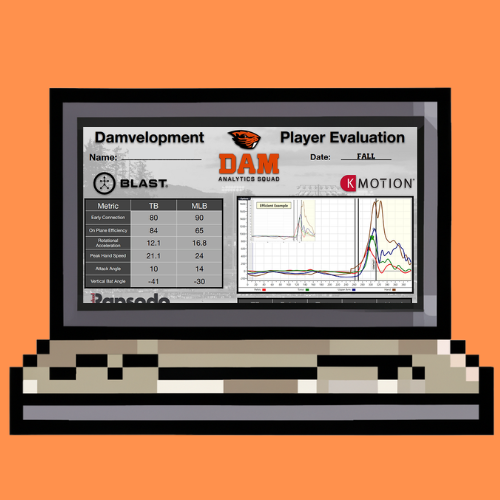 Damvelopment Player Evaluation
DAM
ANALYTICS SQUAD
Name: Date: FALL
BLAST. K MOTION
Metric TB MLB
Early Connection 80 90
On Plane Efficiency 84 65
Rotational Acceleration 12.1 16.8
Peak Hand Speed 21.1 24
Attack Angle 10 14
Vertical Bat Angle -41 -30
Efficient Example
Rapsodo